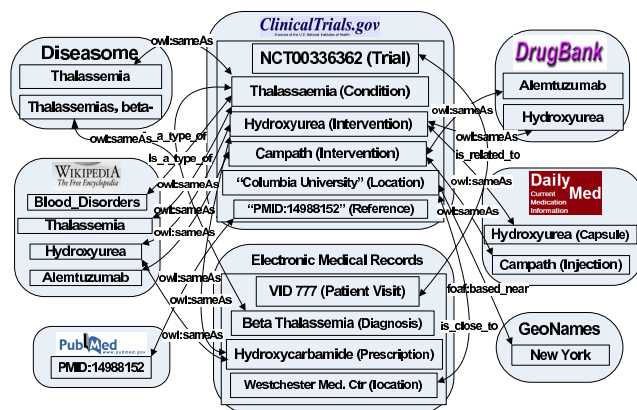 ClinicalTrials.gov
A service of the U.S. National Institutes of Health
Diseasome
Thalassemia
Thalassemias, beta-
owl:sameAs
NCT00336362 (Trial)
Thalassaemia (Condition)
Hydroxyurea (Intervention)
Campath (Intervention)
“Columbia University” (Location)
“PMID:14988152” (Reference)
DrugBank
Alemtuzumab
Hydroxyurea
owl:sameAs
owl:sameAs
owl:sameAs
_a_type_of
Is_a_type_of
is_related_to
WIKIPEDIA
The Free Encyclopedia
Blood_Disorders
Thalassemia
Hydroxyurea
Alemtuzumab
owl:sameAs
owl:sameAs
owl:sameAs
owl:sameAs
owl:sameAs
owl:sameAs
owl:sameAs
Daily
Med
Current
Medication
Information
Hydroxyurea (Capsule)
Campath (Injection)
Electronic Medical Records
VID 777 (Patient Visit)
Beta Thalassemia (Diagnosis)
Hydroxycarbamide (Prescription)
Westchester Med. Ctr (location)
foaf:based_near
is_close_to
PubMed
www.pubmed.gov
PMID:14988152
GeoNames
New York